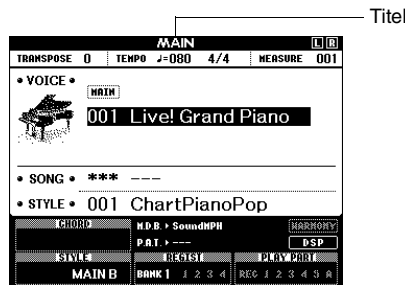 Titel
MAIN L R
TRANSPOSE 0 TEMPO ♩=080 4/4 MEASURE 001
• VOICE •
MAIN
001 Live! Grand Piano
• SONG • *** ---
• STYLE • 001 ChartPianoPop
CHORD M.D.B. ▸ SoundMPH HARMONY
P.A.T. ▸ --- DSP
STYLE REGIST PLAY PART
MAIN B BANK 1 1 2 3 4 REC 1 2 3 4 5 A